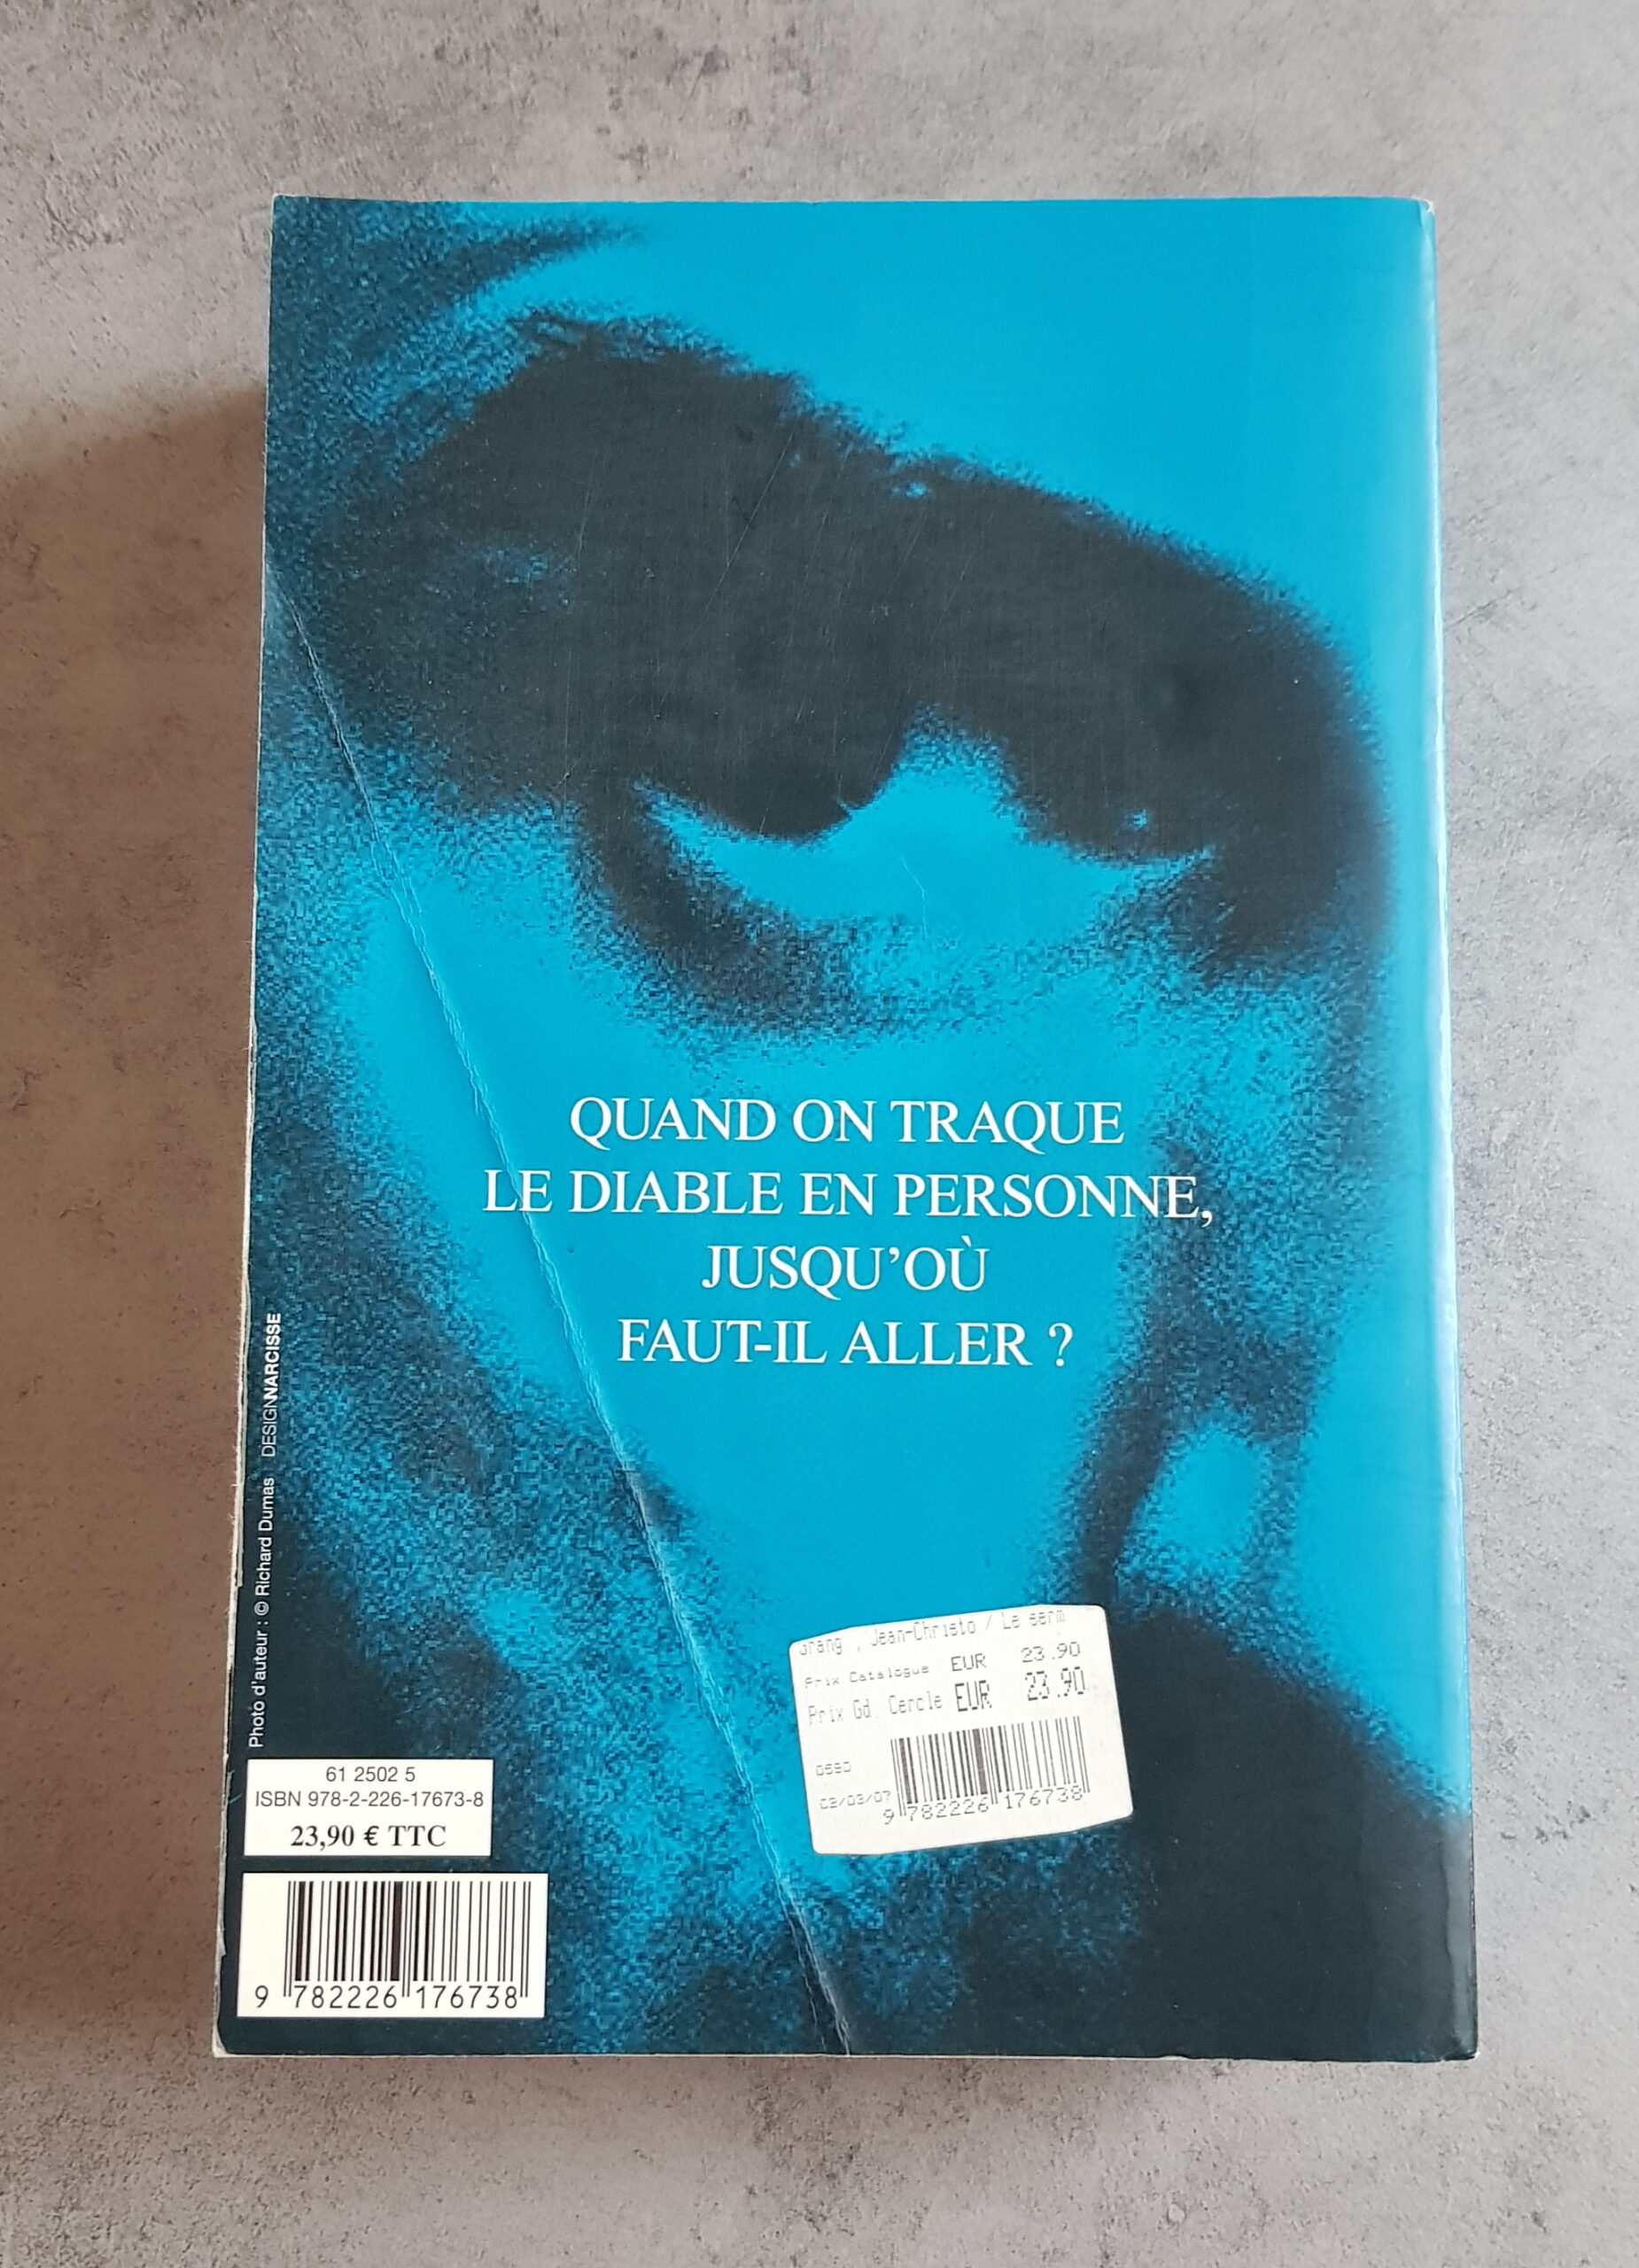 QUAND ON TRAQUE
LE DIABLE EN PERSONNE,
JUSQU'OÙ
FAUT-IL ALLER ?
Photo d'auteur : © Richard Dumas DESIGNNARCISSE
61 2502 5
ISBN 978-2-226-17673-8
23,90 € TTC
9 782226 176738
Grang , Jean-Christo / Le serm
Prix Catalogue EUR 23.90
Prix Gd Cercle EUR 23.90
0590
02/03/07
9 782226 176738